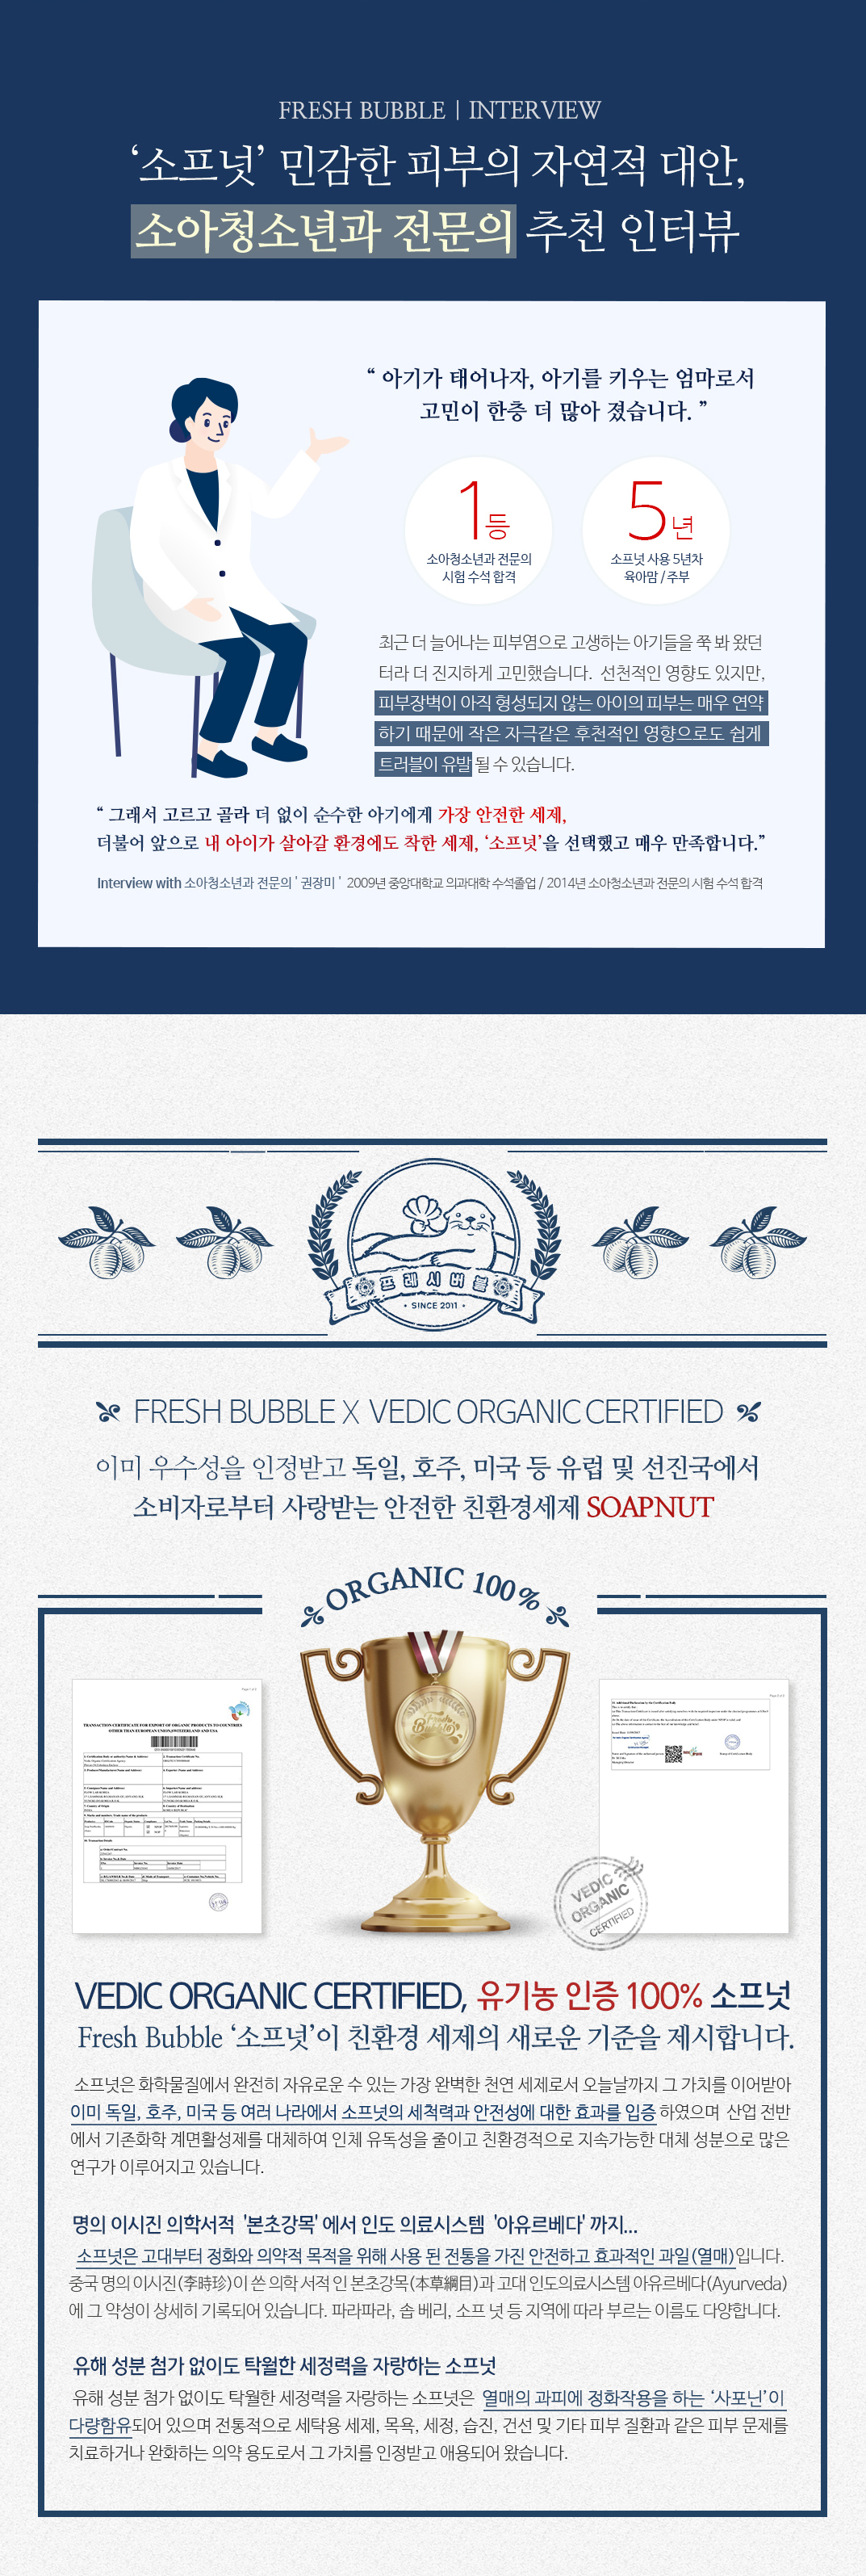 FRESH BUBBLE | INTERVIEW
‘소프넛’ 민감한 피부의 자연적 대안,
소아청소년과 전문의 추천 인터뷰
“ 아기가 태어나자, 아기를 키우는 엄마로서
고민이 한층 더 많아 졌습니다. ”
1등
소아청소년과 전문의
시험 수석 합격
5년
소프넛 사용 5년차
육아맘 / 주부
최근 더 늘어나는 피부염으로 고생하는 아기들을 쭉 봐 왔던
터라 더 진지하게 고민했습니다. 선천적인 영향도 있지만,
피부장벽이 아직 형성되지 않는 아이의 피부는 매우 연약
하기 때문에 작은 자극같은 후천적인 영향으로도 쉽게
트러블이 유발 될 수 있습니다.
“ 그래서 고르고 골라 더 없이 순수한 아기에게 가장 안전한 세제,
더불어 앞으로 내 아이가 살아갈 환경에도 착한 세제, ‘소프넛’을 선택했고 매우 만족합니다.”
Interview with 소아청소년과 전문의 ' 권장미 ' 2009년 중앙대학교 의과대학 수석졸업 / 2014년 소아청소년과 전문의 시험 수석 합격
프레시버블
• SINCE 2011 •
FRESH BUBBLE X VEDIC ORGANIC CERTIFIED
이미 우수성을 인정받고 독일, 호주, 미국 등 유럽 및 선진국에서
소비자로부터 사랑받는 안전한 친환경세제 SOAPNUT
ORGANIC 100%
TRANSACTION CERTIFICATE FOR EXPORT OF ORGANIC PRODUCTS TO COUNTRIES
OTHER THAN EUROPEAN UNION,SWITZERLAND AND USA
VEDIC
ORGANIC
CERTIFIED
VEDIC ORGANIC CERTIFIED, 유기농 인증 100% 소프넛
Fresh Bubble ‘소프넛’이 친환경 세제의 새로운 기준을 제시합니다.
소프넛은 화학물질에서 완전히 자유로운 수 있는 가장 완벽한 천연 세제로서 오늘날까지 그 가치를 이어받아
이미 독일, 호주, 미국 등 여러 나라에서 소프넛의 세척력과 안전성에 대한 효과를 입증 하였으며 산업 전반
에서 기존화학 계면활성제를 대체하여 인체 유독성을 줄이고 친환경적으로 지속가능한 대체 성분으로 많은
연구가 이루어지고 있습니다.
명의 이시진 의학서적 '본초강목' 에서 인도 의료시스템 '아유르베다' 까지...
소프넛은 고대부터 정화와 의약적 목적을 위해 사용 된 전통을 가진 안전하고 효과적인 과일(열매)입니다.
중국 명의 이시진(李時珍)이 쓴 의학 서적 인 본초강목(本草綱目)과 고대 인도의료시스템 아유르베다(Ayurveda)
에 그 약성이 상세히 기록되어 있습니다. 파라파라, 솝 베리, 소프 넛 등 지역에 따라 부르는 이름도 다양합니다.
유해 성분 첨가 없이도 탁월한 세정력을 자랑하는 소프넛
유해 성분 첨가 없이도 탁월한 세정력을 자랑하는 소프넛은 열매의 과피에 정화작용을 하는 ‘사포닌’이
다량함유되어 있으며 전통적으로 세탁용 세제, 목욕, 세정, 습진, 건선 및 기타 피부 질환과 같은 피부 문제를
치료하거나 완화하는 의약 용도로서 그 가치를 인정받고 애용되어 왔습니다.